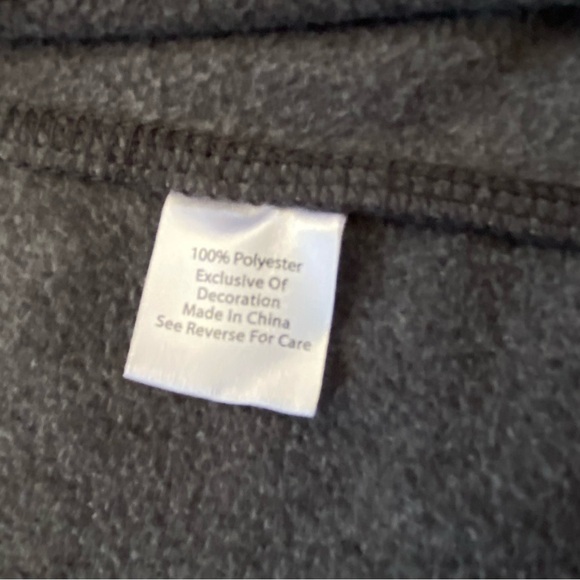 100% Polyester
Exclusive Of
Decoration
Made In China
See Reverse For Care